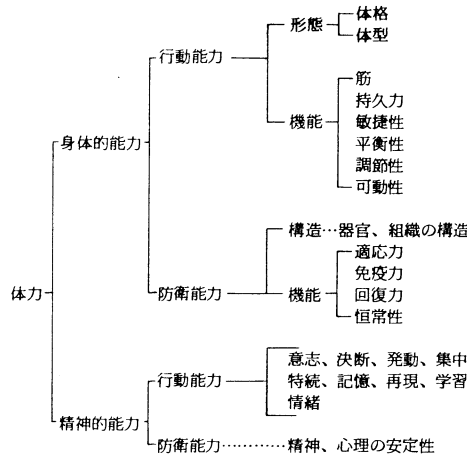 体格
形態
体型
行動能力
筋
持久力
機能
敏捷性
平衡性
身体的能力
調節性
可動性
構造…器官、組織の構造
適応力
免疫力
体力
防衛能力
機能
回復力
恒常性
意志、決断、発動、集中
行動能力
特続、記憶、再現、学習
情緒
精神的能力
防衛能力…………精神、心理の安定性